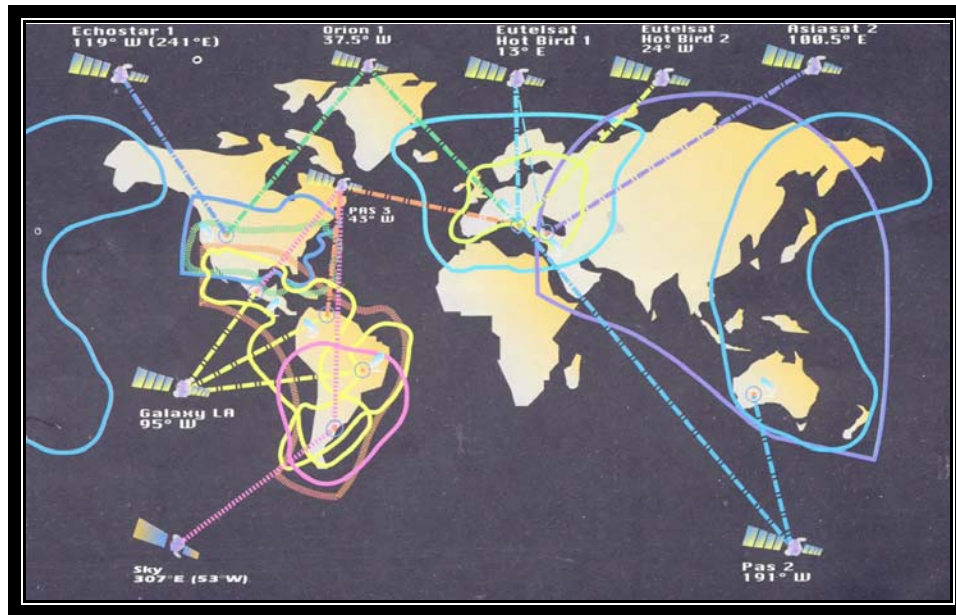 Echostar 1
119° W (241°E)
Orion 1
37.5° W
Eutelsat
Hot Bird 1
13° E
Eutelsat
Hot Bird 2
24° W
Asiasat 2
100.5° E
PAS 3
43° W
Galaxy LA
95° W
Sky
307°E (53°W)
Pas 2
191° W